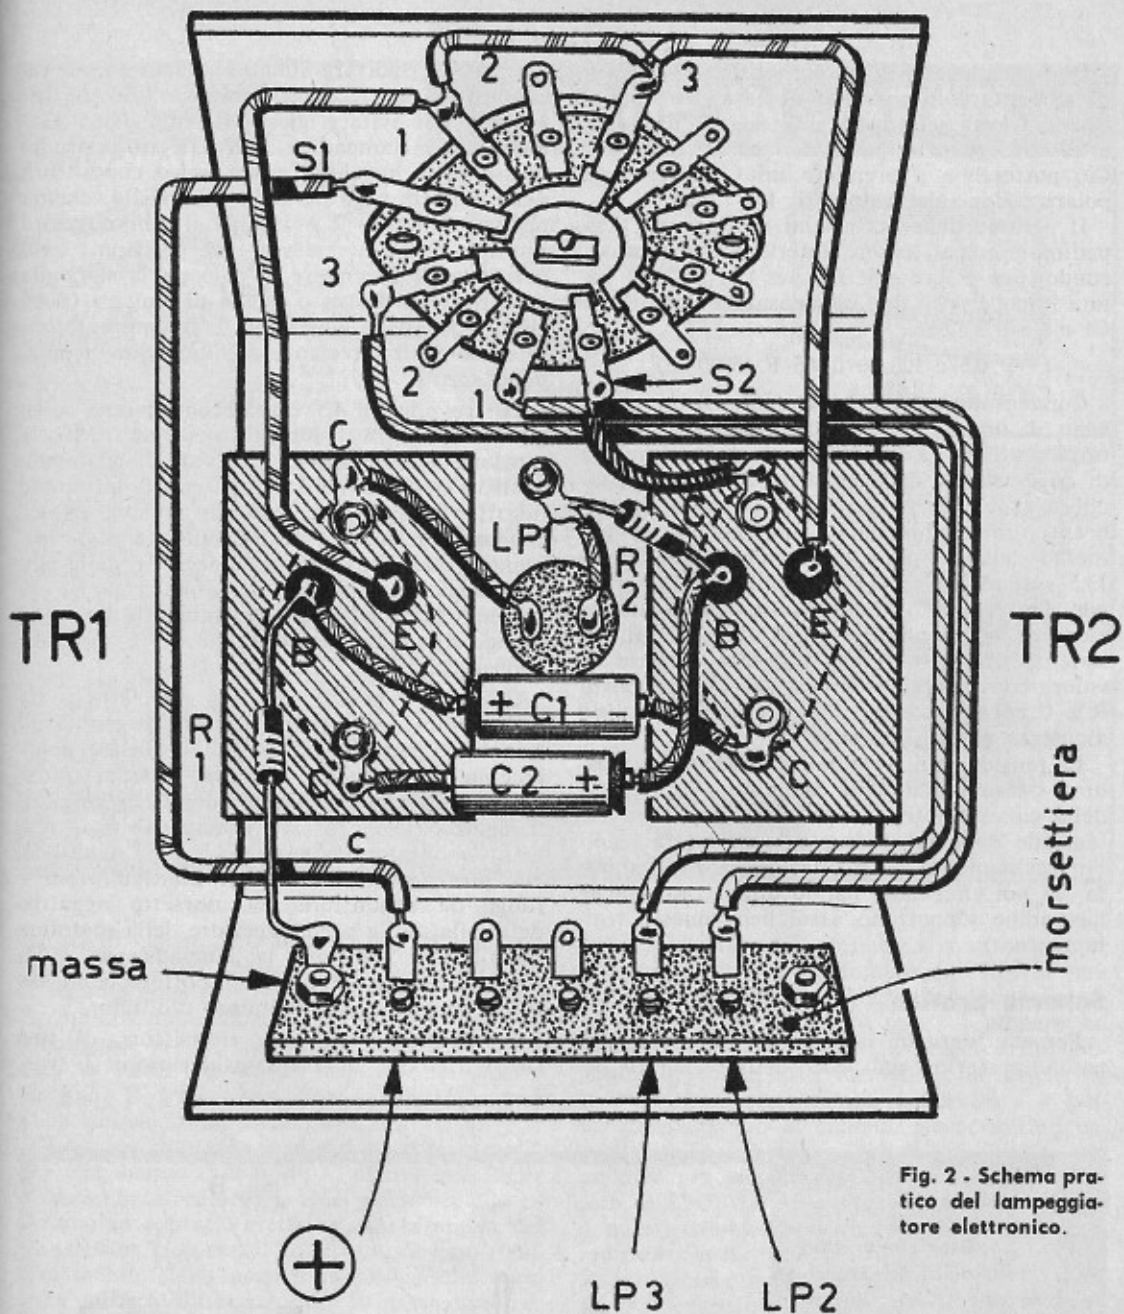 2
3
1
S1
3
2
1
S2
C
C
LP1
R
2
TR1
B
E
B
E
TR2
+ C1 -
R
1
C
C2 +
C
C
morsettiera
massa
+
LP3
LP2
Fig. 2 - Schema pra-
tico del lampeggia-
tore elettronico.